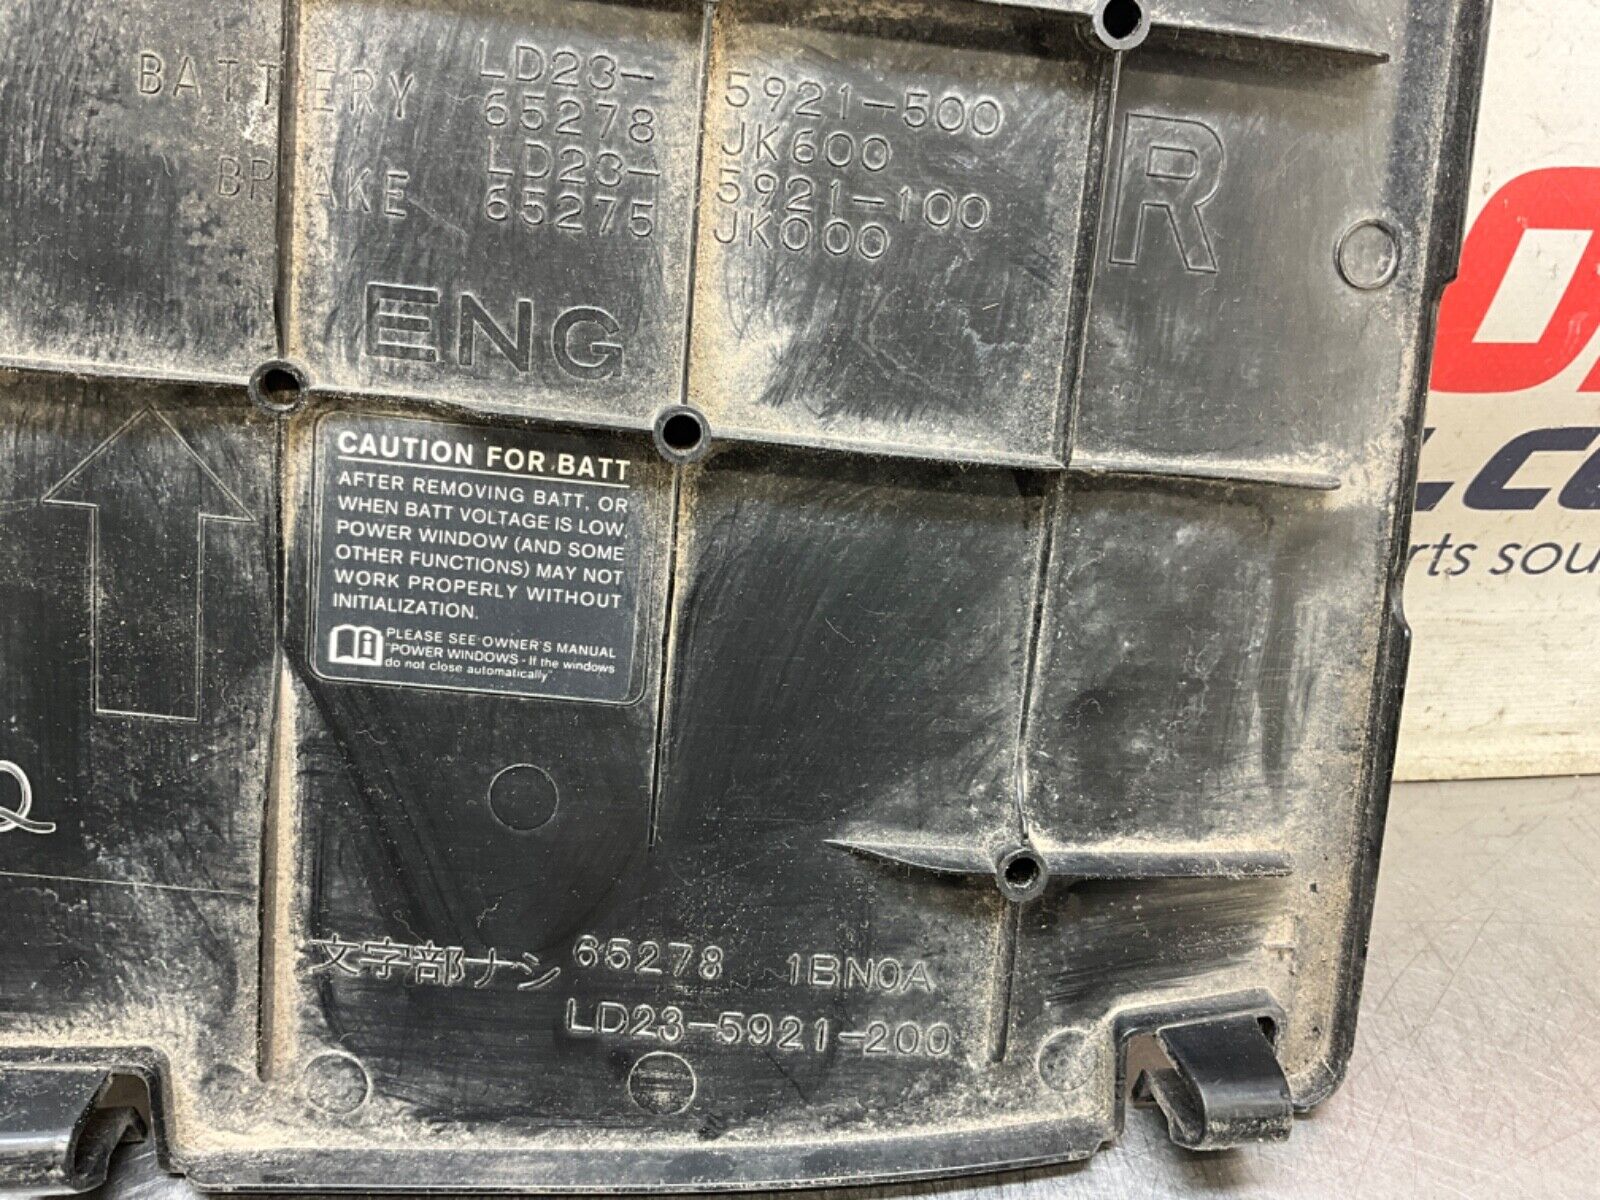 BATTERY LD23-5921-500
65278 JK600
BRAKE LD23-5921-100
65275 JK000
R
ENG
CAUTION FOR BATT
AFTER REMOVING BATT, OR
WHEN BATT VOLTAGE IS LOW,
POWER WINDOW (AND SOME
OTHER FUNCTIONS) MAY NOT
WORK PROPERLY WITHOUT
INITIALIZATION.
PLEASE SEE OWNER'S MANUAL
"POWER WINDOWS - If the windows
do not close automatically"
文字部ナシ 65278 1BN0A
LD23-5921-200